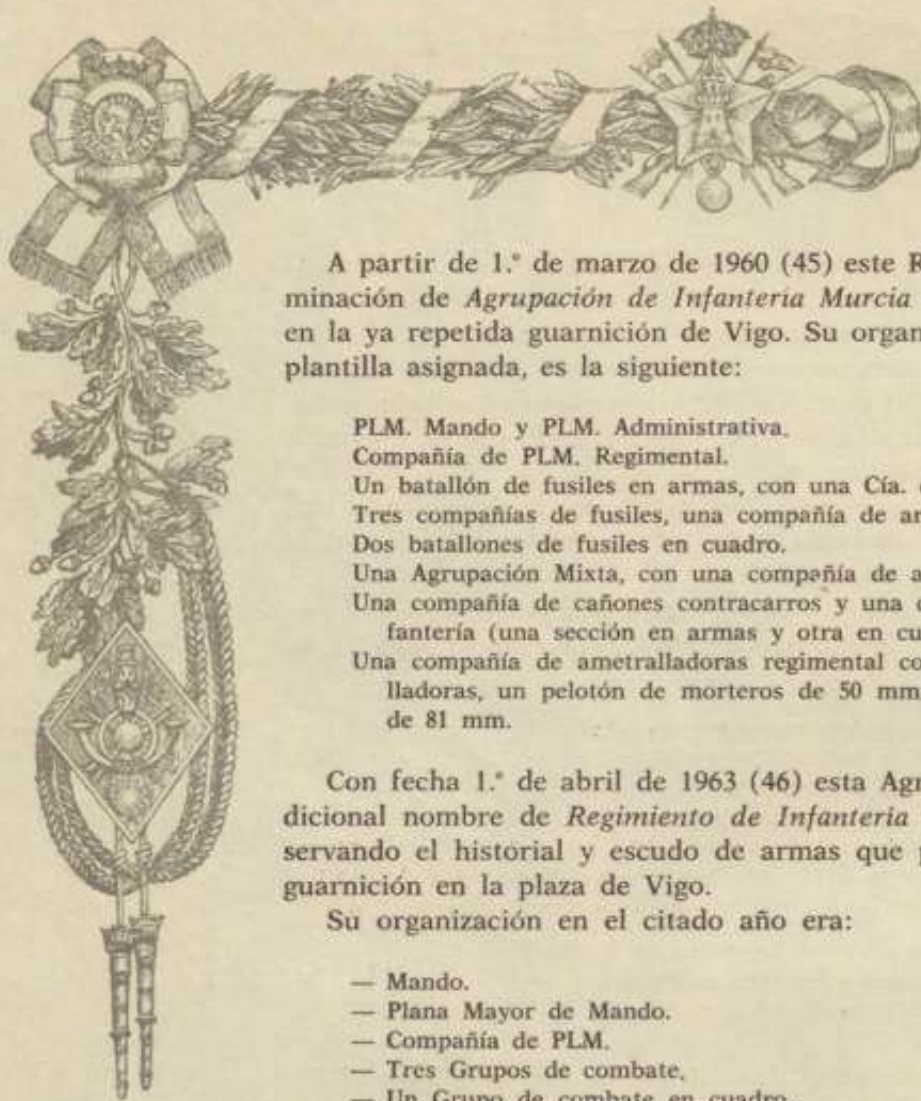 A partir de 1.º de marzo de 1960 (45) este R
minación de Agrupación de Infantería Murcia
en la ya repetida guarnición de Vigo. Su organ
plantilla asignada, es la siguiente:
PLM. Mando y PLM. Administrativa.
Compañía de PLM. Regimental.
Un batallón de fusiles en armas, con una Cía.
Tres compañías de fusiles, una compañía de a
Dos batallones de fusiles en cuadro.
Una Agrupación Mixta, con una compañía de a
Una compañía de cañones contracarros y una
fantería (una sección en armas y otra en cu
Una compañía de ametralladoras regimental co
lladoras, un pelotón de morteros de 50 mm.
de 81 mm.
Con fecha 1.º de abril de 1963 (46) esta Agr
dicional nombre de Regimiento de Infantería
servando el historial y escudo de armas que
guarnición en la plaza de Vigo.
Su organización en el citado año era:
— Mando.
— Plana Mayor de Mando.
— Compañía de PLM.
— Tres Grupos de combate.
— Un Grupo de combate en cuadro.